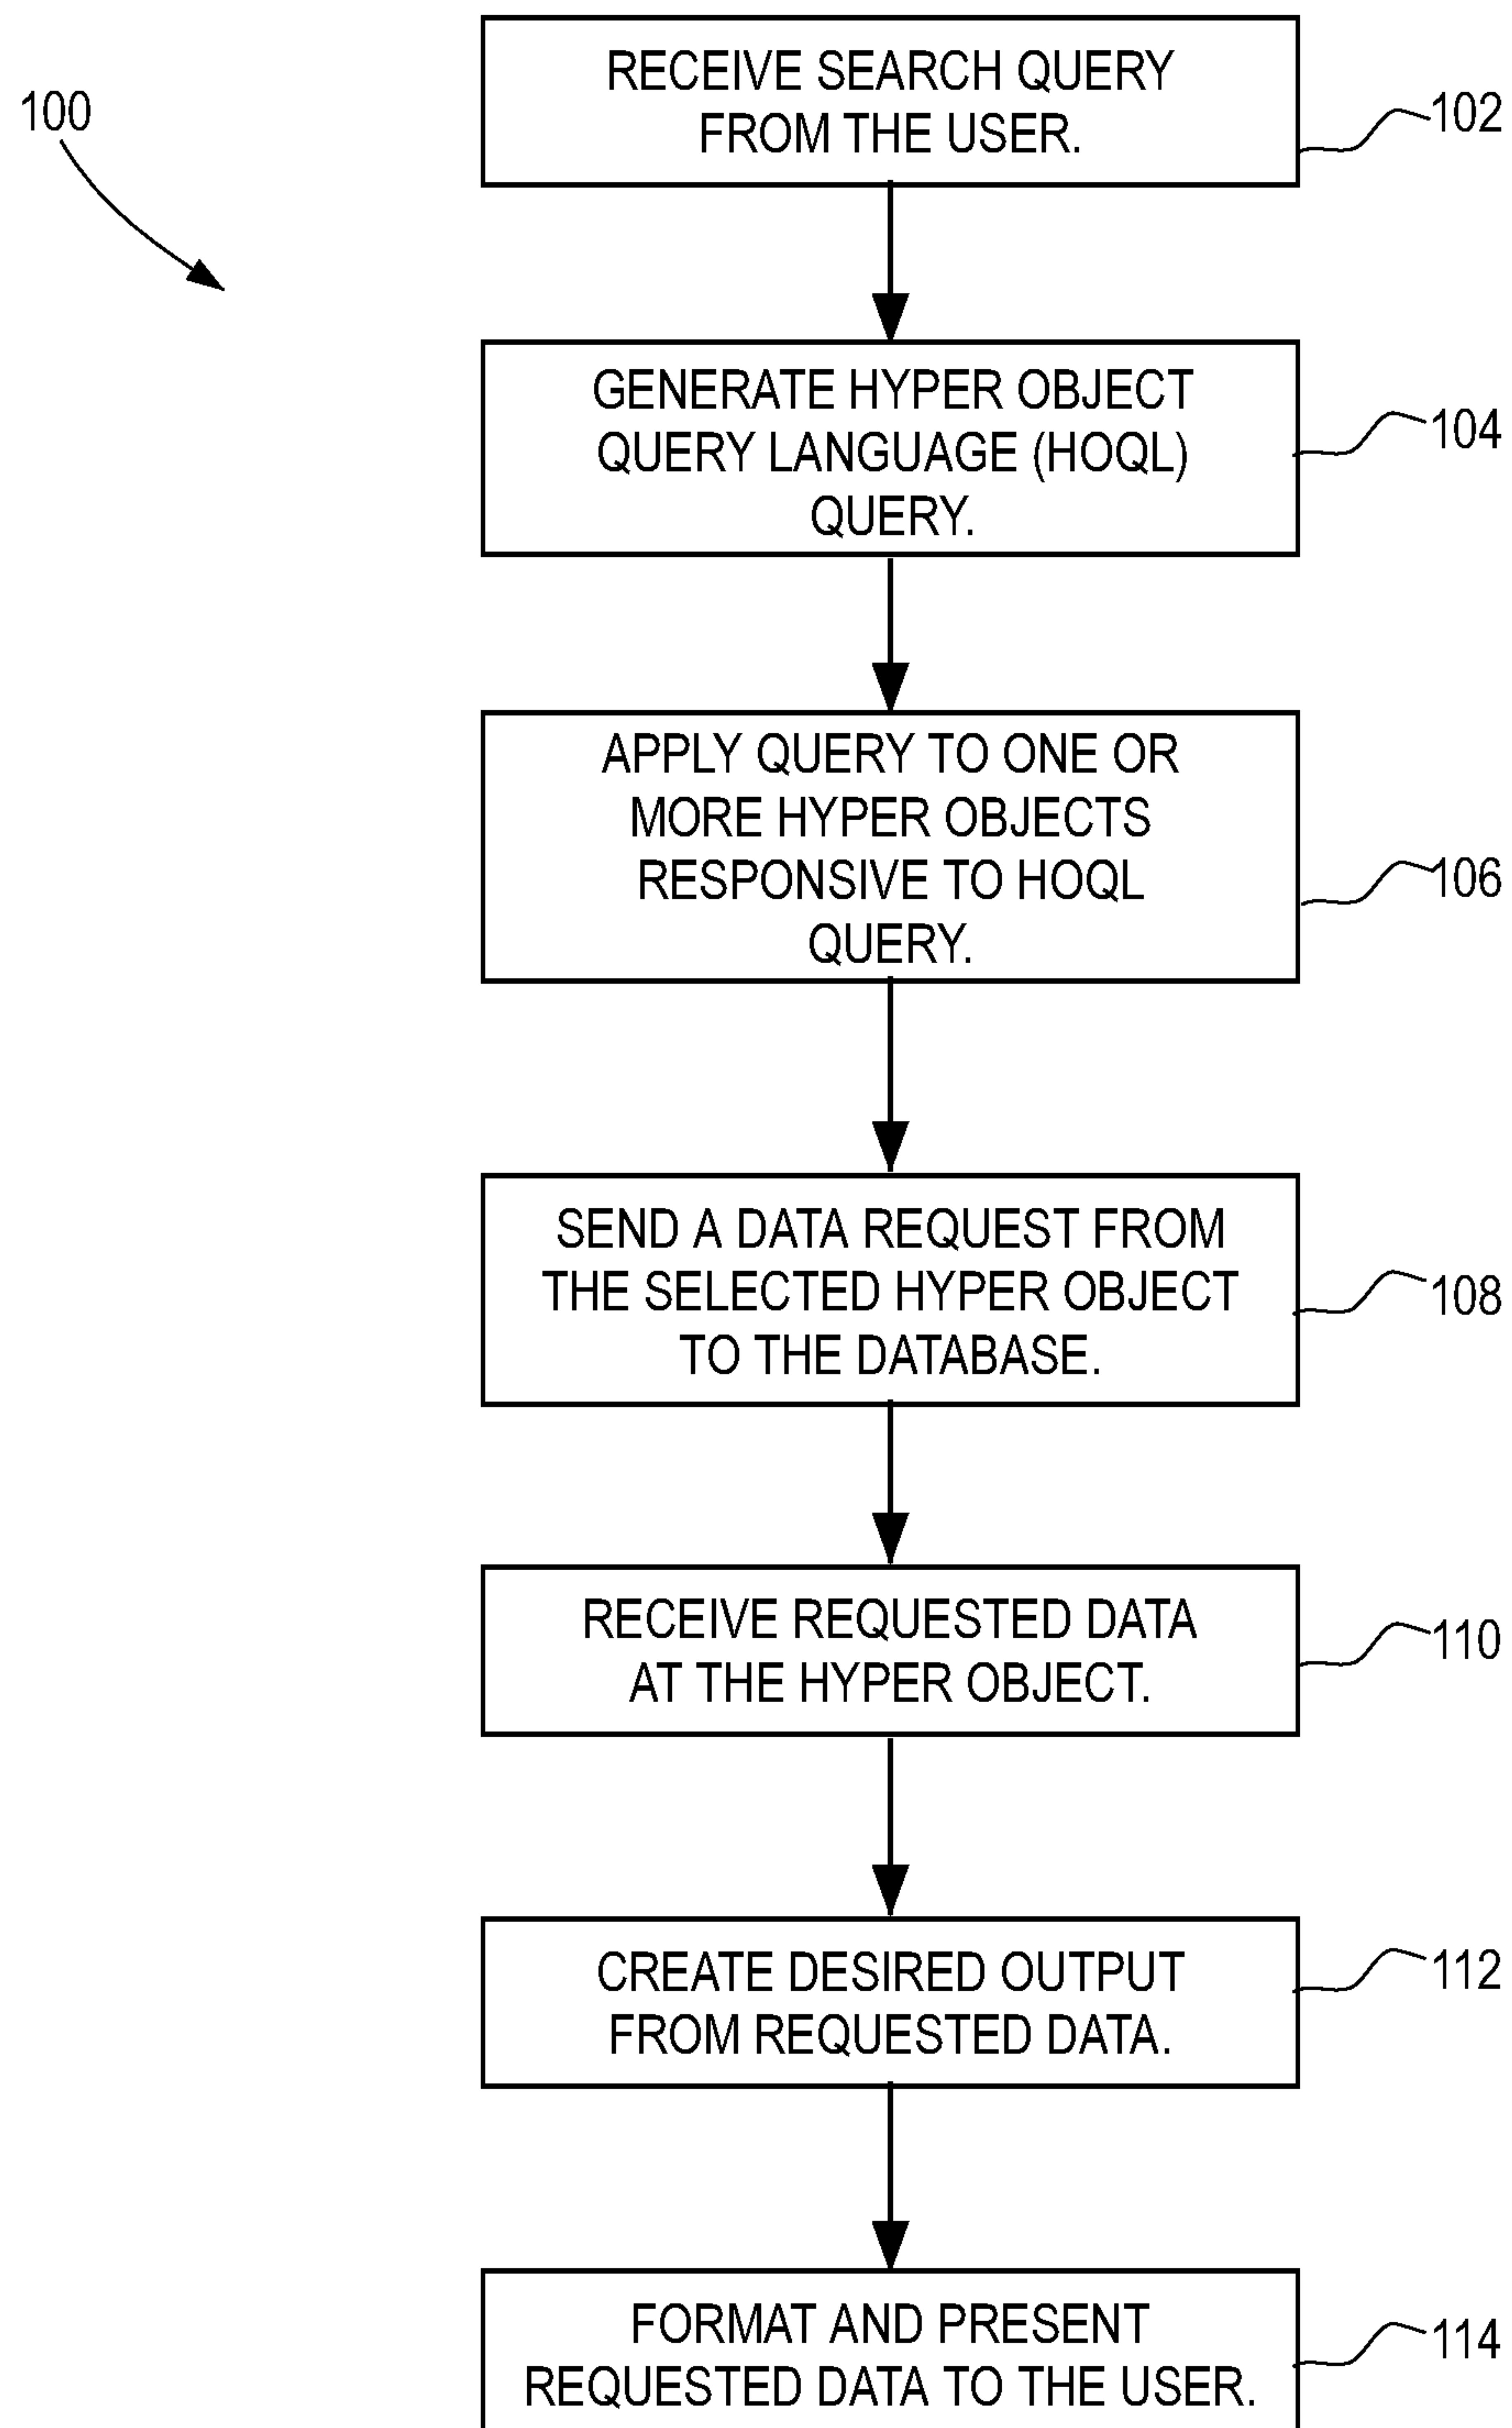 100
RECEIVE SEARCH QUERY
FROM THE USER.
102
GENERATE HYPER OBJECT
QUERY LANGUAGE (HOQL)
QUERY.
104
APPLY QUERY TO ONE OR
MORE HYPER OBJECTS
RESPONSIVE TO HOQL
QUERY.
106
SEND A DATA REQUEST FROM
THE SELECTED HYPER OBJECT
TO THE DATABASE.
108
RECEIVE REQUESTED DATA
AT THE HYPER OBJECT.
110
CREATE DESIRED OUTPUT
FROM REQUESTED DATA.
112
FORMAT AND PRESENT
REQUESTED DATA TO THE USER.
114